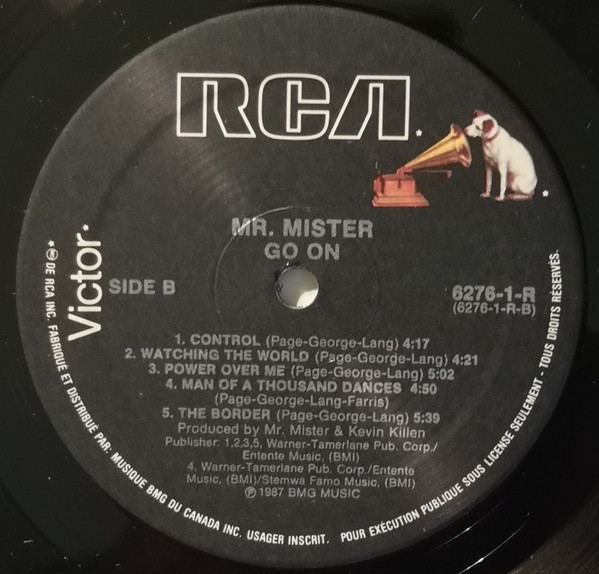 RCA.
Victor.
MR. MISTER
GO ON
SIDE B
6276-1-R
(6276-1-R-B)
1. CONTROL (Page-George-Lang) 4:17
2. WATCHING THE WORLD (Page-George-Lang) 4:21
3. POWER OVER ME (Page-George-Lang) 5:02
4. MAN OF A THOUSAND DANCES 4:50
(Page-George-Lang-Farris)
5. THE BORDER (Page-George-Lang) 5:39
Produced by Mr. Mister & Kevin Killen
Publisher: 1,2,3,5, Warner-Tamerlane Pub. Corp./
Entente Music, (BMI)
4. Warner-Tamerlane Pub. Corp./Entente
Music, (BMI)/Stemwa Famo Music, (BMI)
℗ 1987 BMG MUSIC
*®DE RCA INC. FABRIQUÉ ET DISTRIBUÉ PAR: MUSIQUE BMG DU CANADA INC. USAGER INSCRIT. POUR EXÉCUTION PUBLIQUE SOUS LICENSE SEULEMENT - TOUS DROITS RÉSERVÉS.